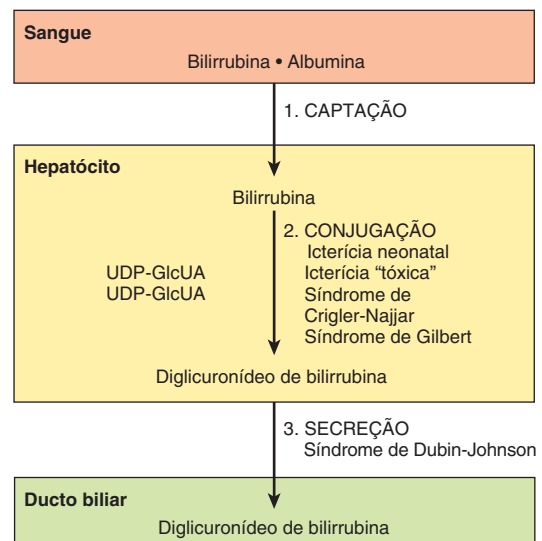 Sangue
Bilirrubina • Albumina
1. CAPTAÇÃO
Hepatócito
Bilirrubina
2. CONJUGAÇÃO
Icterícia neonatal
Icterícia “tóxica”
Síndrome de
Crigler-Najjar
Síndrome de Gilbert
UDP-GlcUA
UDP-GlcUA
Diglicuronídeo de bilirrubina
3. SECREÇÃO
Síndrome de Dubin-Johnson
Ducto biliar
Diglicuronídeo de bilirrubina